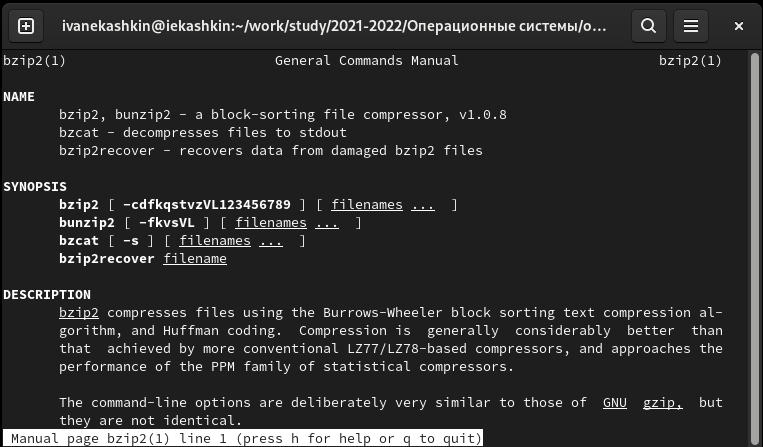 ivanekashkin@iekashkin:~/work/study/2021-2022/Операционные системы/о...
bzip2(1) General Commands Manual bzip2(1)
NAME
bzip2, bunzip2 - a block-sorting file compressor, v1.0.8
bzcat - decompresses files to stdout
bzip2recover - recovers data from damaged bzip2 files
SYNOPSIS
bzip2 [ -cdfkqstvzVL123456789 ] [ filenames ... ]
bunzip2 [ -fkvsVL ] [ filenames ... ]
bzcat [ -s ] [ filenames ... ]
bzip2recover filename
DESCRIPTION
bzip2 compresses files using the Burrows-Wheeler block sorting text compression al-
gorithm, and Huffman coding. Compression is generally considerably better than
that achieved by more conventional LZ77/LZ78-based compressors, and approaches the
performance of the PPM family of statistical compressors.
The command-line options are deliberately very similar to those of GNU gzip, but
they are not identical.
Manual page bzip2(1) line 1 (press h for help or q to quit)